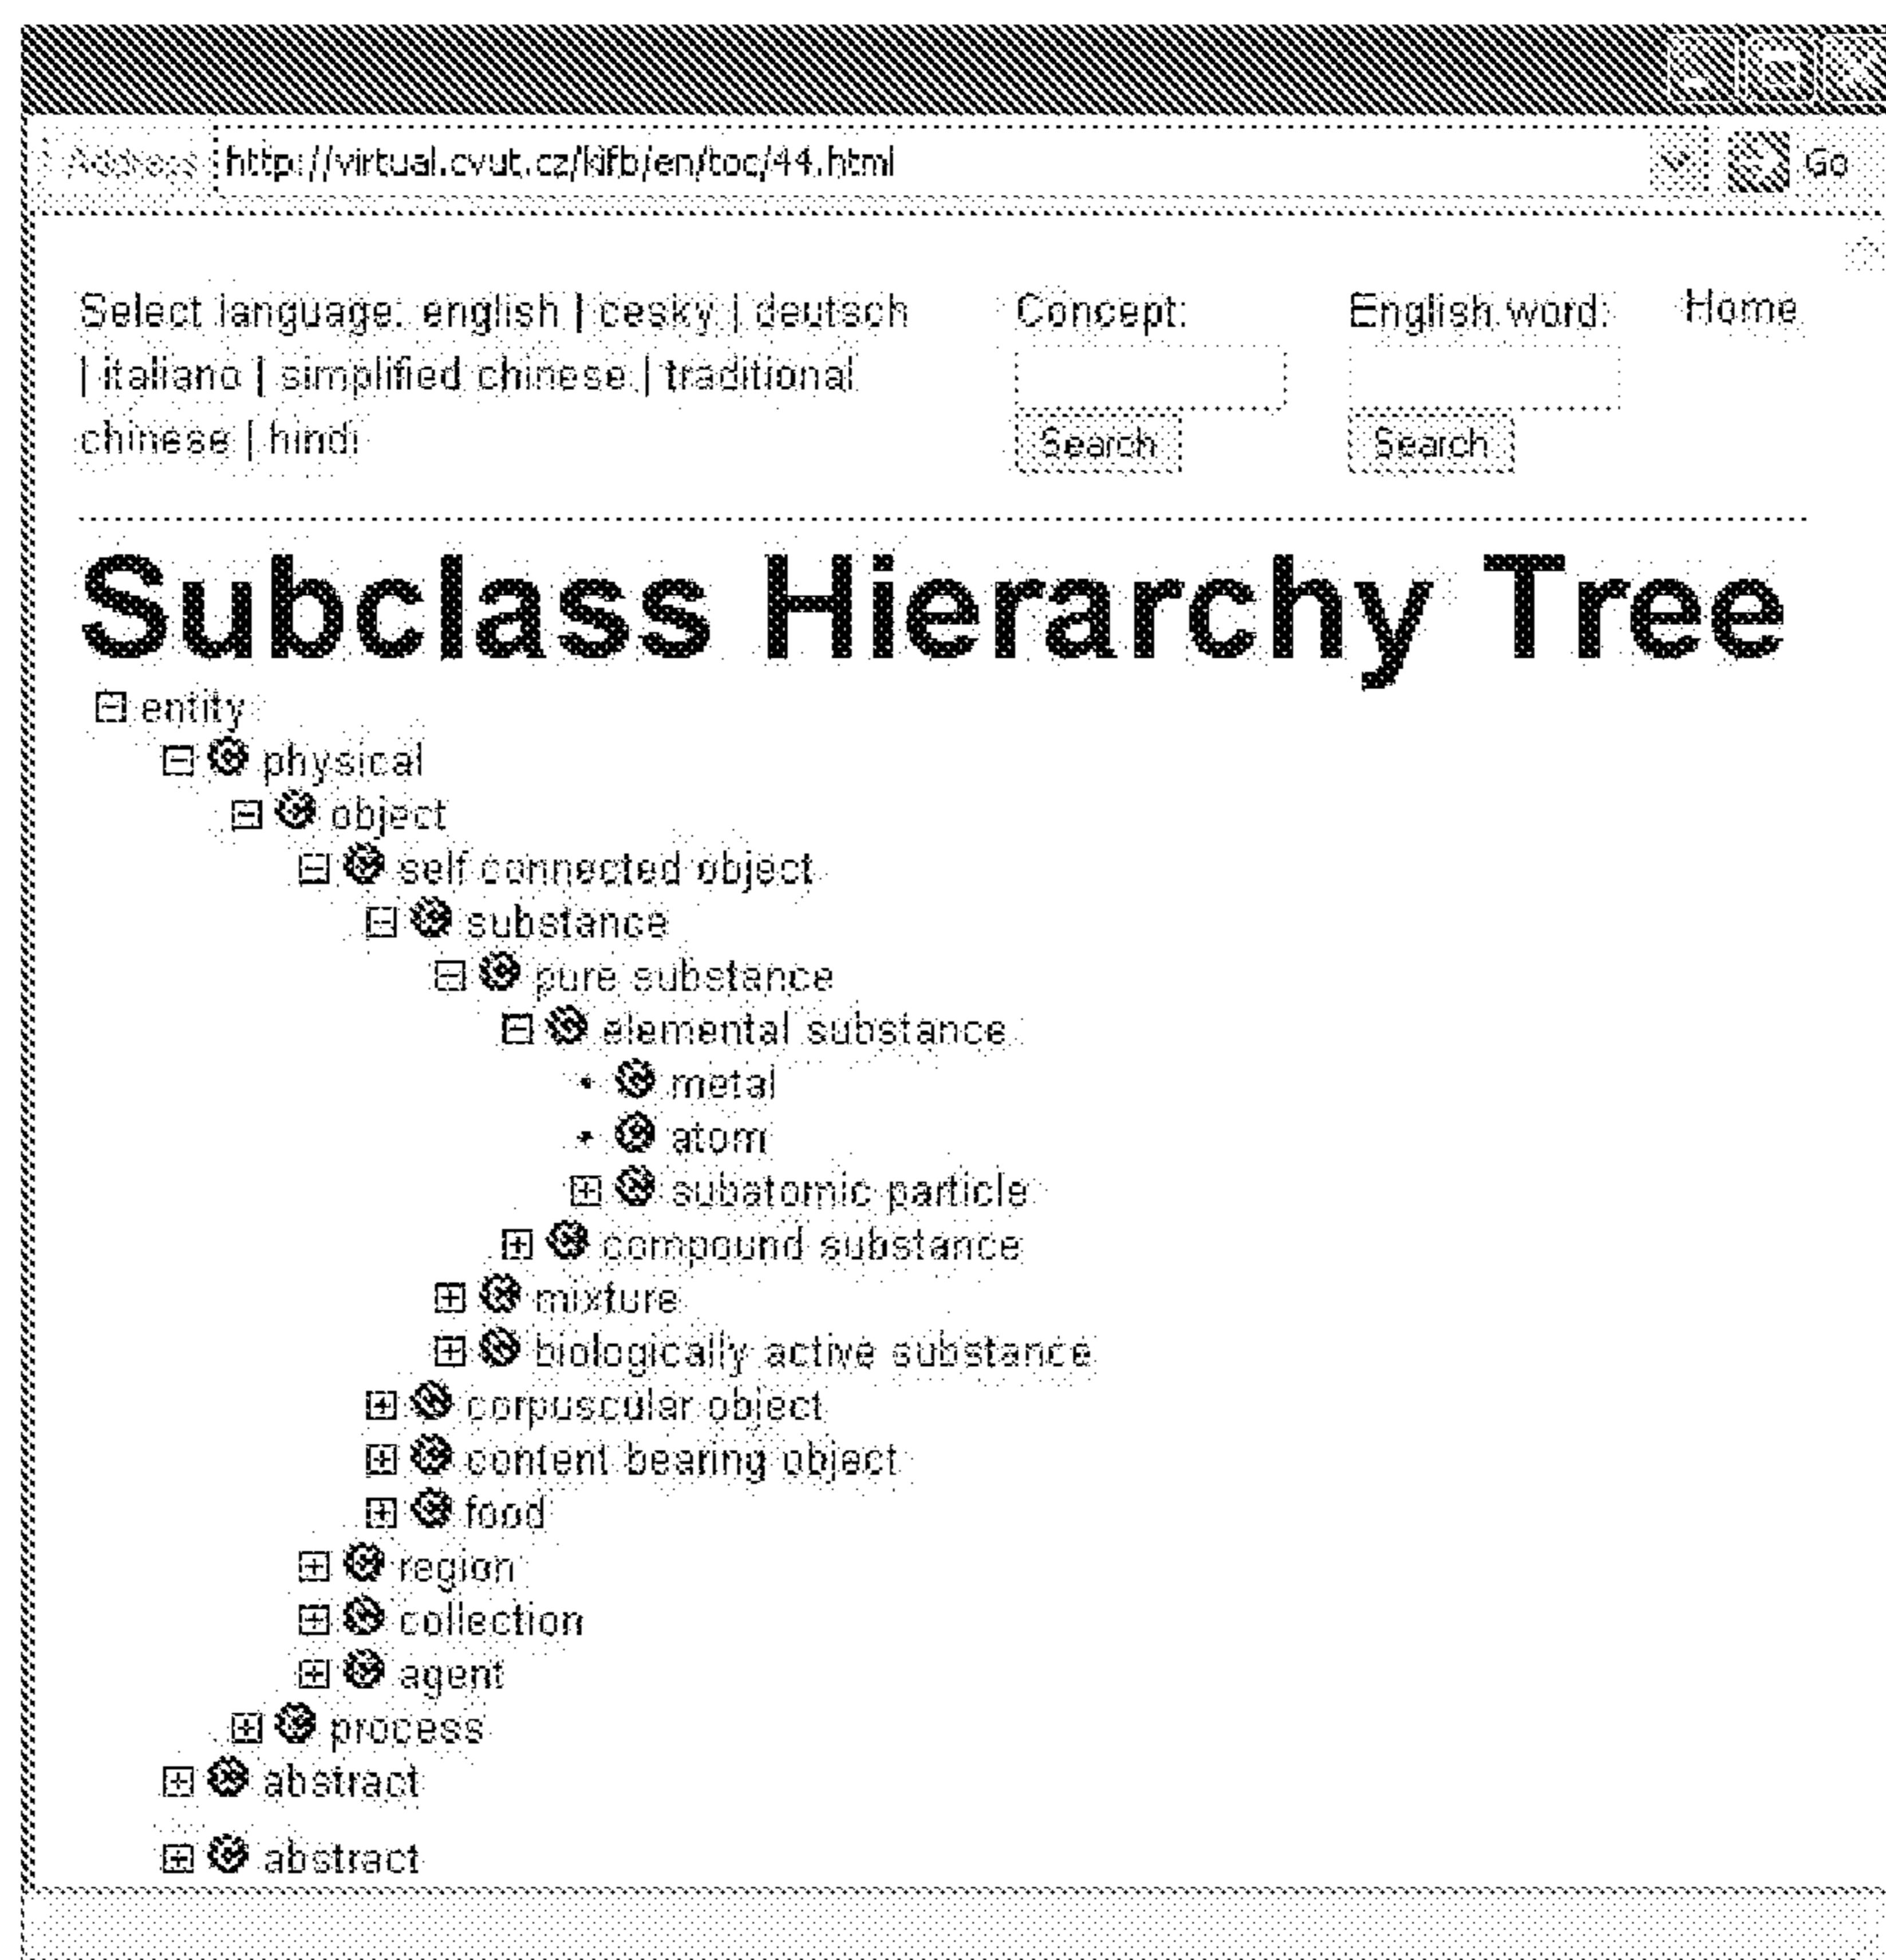 Address http://virtual.cvut.cz/kifb/en/toc/44.html Go
Select language: english | cesky | deutsch
| italiano | simplified chinese | traditional
chinese | hindi
Concept:
Search
English word:
Search
Home
Subclass Hierarchy Tree
entity
physical
object
self connected object
substance
pure substance
elemental substance
metal
atom
subatomic particle
compound substance
mixture
biologically active substance
corpuscular object
content bearing object
food
region
collection
agent
process
abstract
abstract